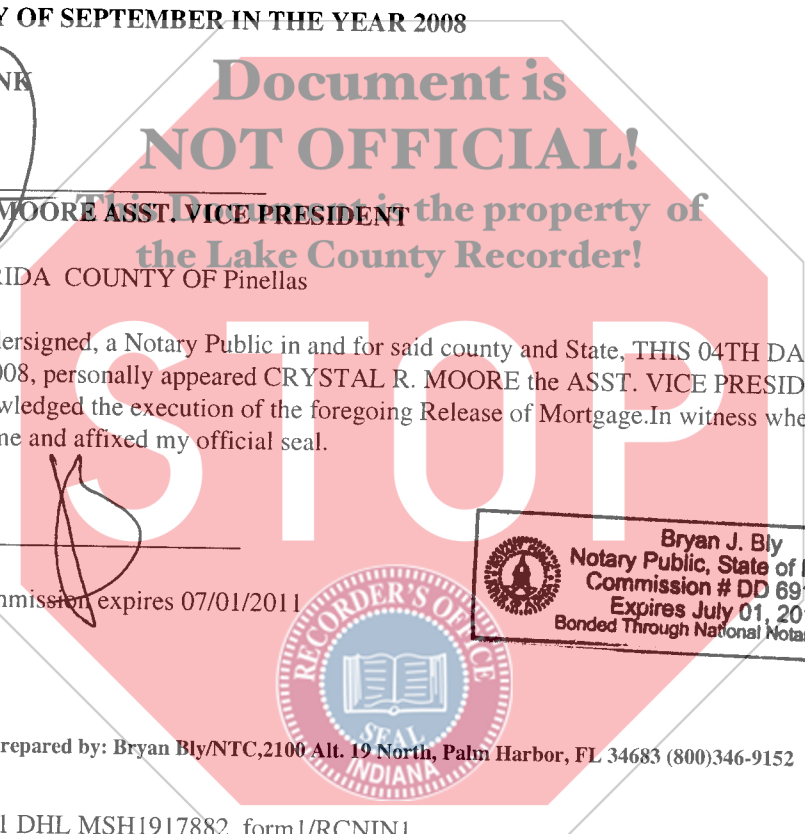 Y OF SEPTEMBER IN THE YEAR 2008
NK
Document is
NOT OFFICIAL!
This Document is the property of
the Lake County Recorder!
MOORE ASST. VICE PRESIDENT
RIDA COUNTY OF Pinellas
dersigned, a Notary Public in and for said county and State, THIS 04TH DA
008, personally appeared CRYSTAL R. MOORE the ASST. VICE PRESID
wledged the execution of the foregoing Release of Mortgage.In witness whe
me and affixed my official seal.
STOP
Bryan J. Bly
Notary Public, State of
Commission # DD 69
Expires July 01, 20
Bonded Through National Nota
mmission expires 07/01/2011
RECORDER'S OFFICE
SEAL
INDIANA
repared by: Bryan Bly/NTC,2100 Alt. 19 North, Palm Harbor, FL 34683 (800)346-9152
1 DHL MSH1917882 form1/RCNIN1